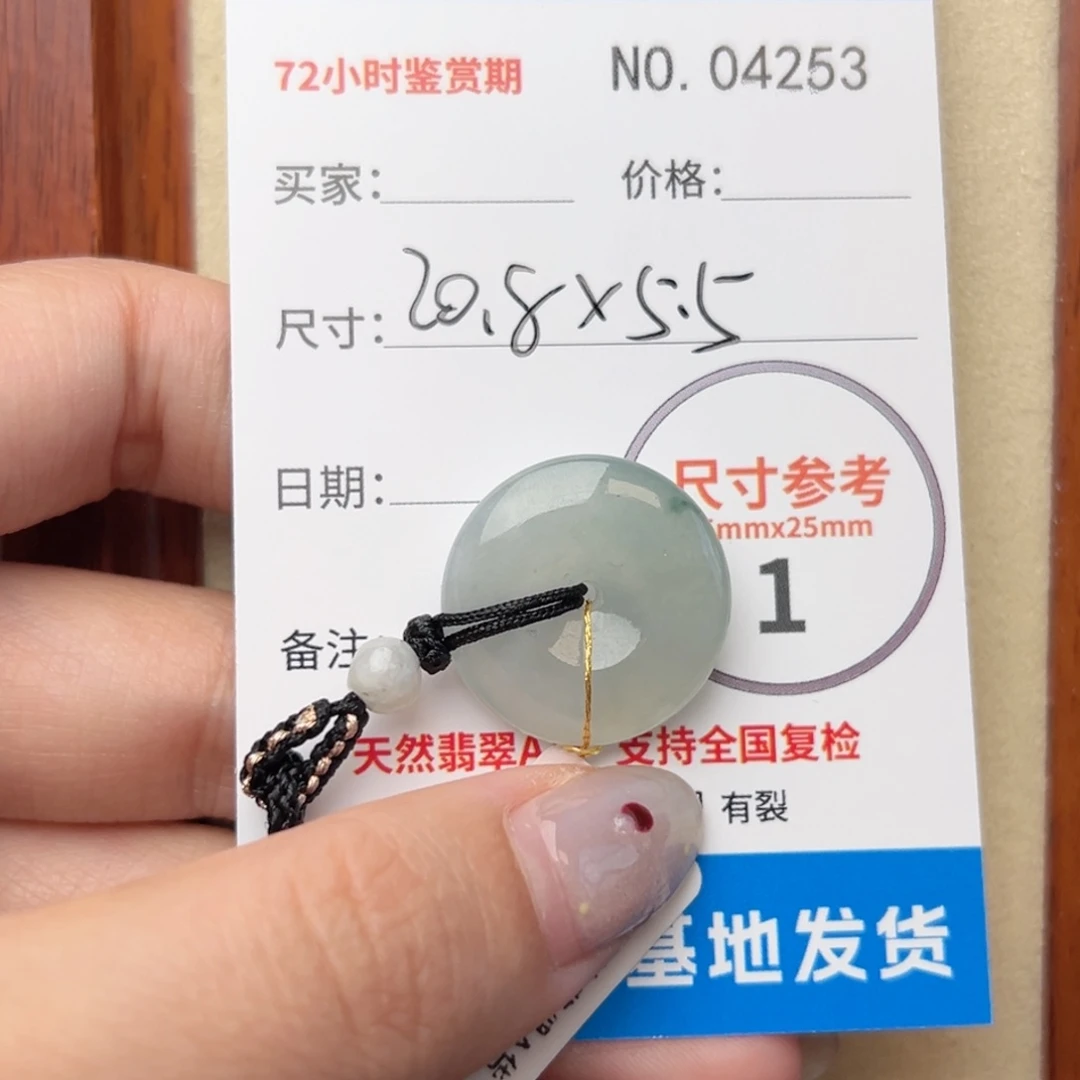 72小时鉴赏期 NO. 04253
买家: 价格:
尺寸: 20.8×5.5
日期: 尺寸参考
mmx25mm
1
备注
天然翡翠A 支持全国复检
有裂
基地发货